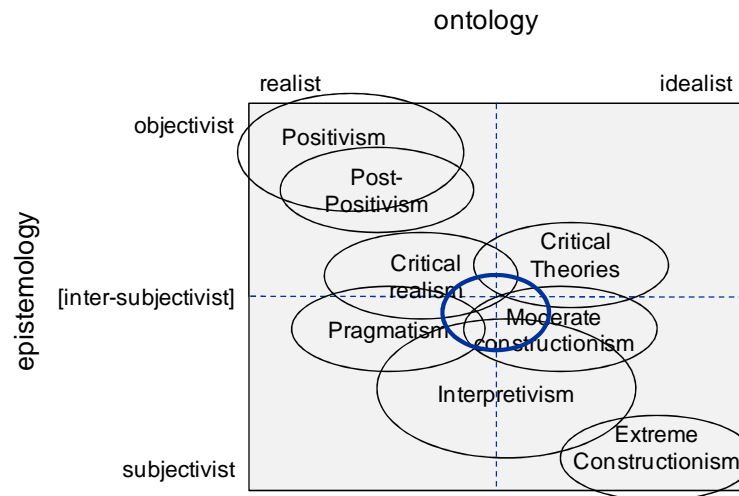 ontology
realist
idealist
objectivist
Positivism
Post-
Positivism
Critical
Theories
Critical
realism
epistemology
[inter-subjectivist]
Pragmatism
Moderate
constructionism
Interpretivism
Extreme
Constructionism
subjectivist